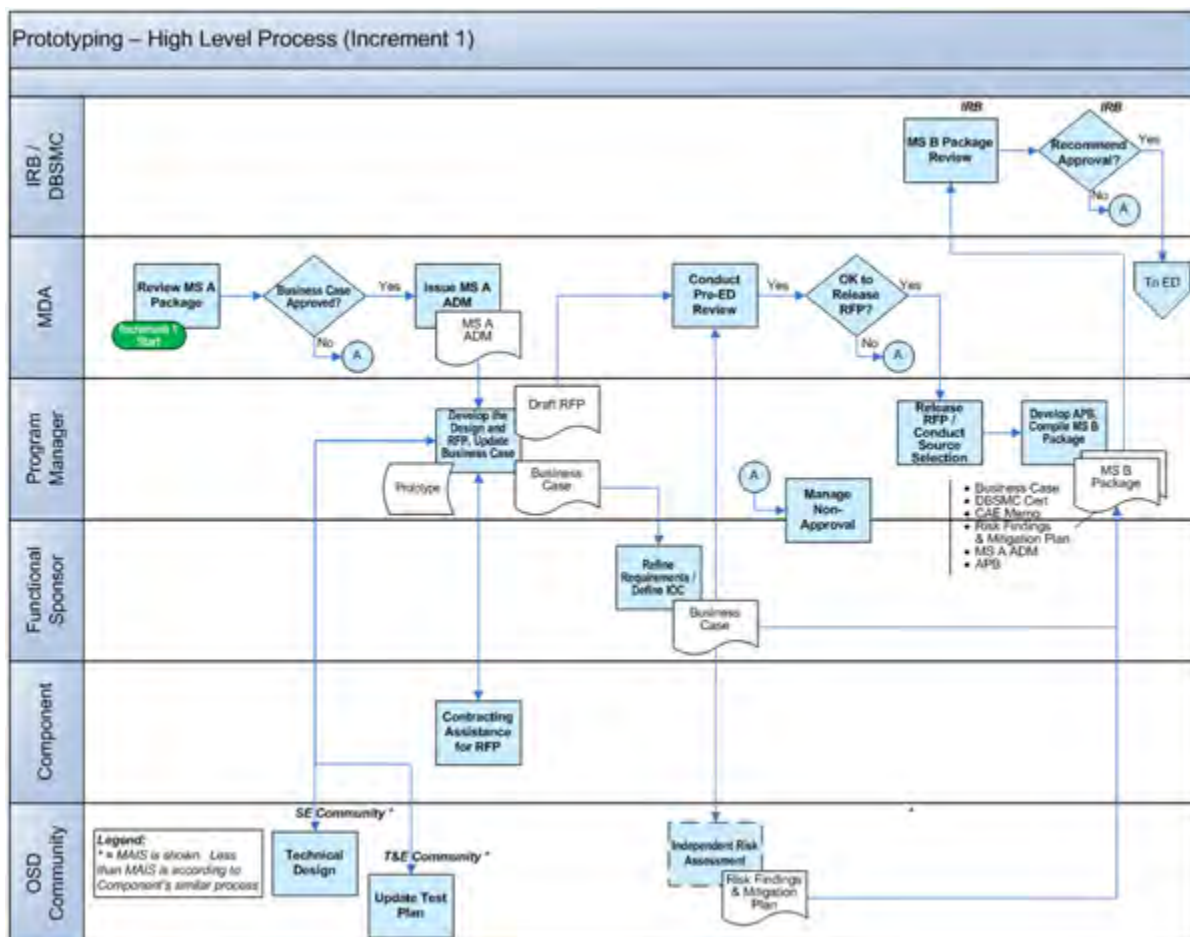 Prototyping – High Level Process (Increment 1)
IRB /
DBSMC
IRB
MS B Package
Review
IRB
Recommend
Approval?
Yes
No
A
MDA
Review MS A
Package
Increment 1
Start
Business Case
Approved?
Yes
No
A
Issue MS A
ADM
MS A
ADM
Conduct
Pre-ED
Review
Yes
OK to
Release
RFP?
Yes
No
A
To ED
Program
Manager
Develop the
Design and
RFP, Update
Business Case
Draft RFP
Prototype
Business
Case
A
Manage
Non-
Approval
Release
RFP /
Conduct
Source
Selection
Develop APB,
Compile MS B
Package
MS B
Package
• Business Case
• DBSMC Cert
• CAE Memo
• Risk Findings
& Mitigation Plan
• MS A ADM
• APB
Functional
Sponsor
Refine
Requirements /
Define IOC
Business
Case
Component
Contracting
Assistance
for RFP
OSD
Community
Legend:
* = MAIS is shown. Less
than MAIS is according to
Component's similar process
SE Community *
Technical
Design
T&E Community *
Update Test
Plan
Independent Risk
Assessment
Risk Findings
& Mitigation
Plan
*